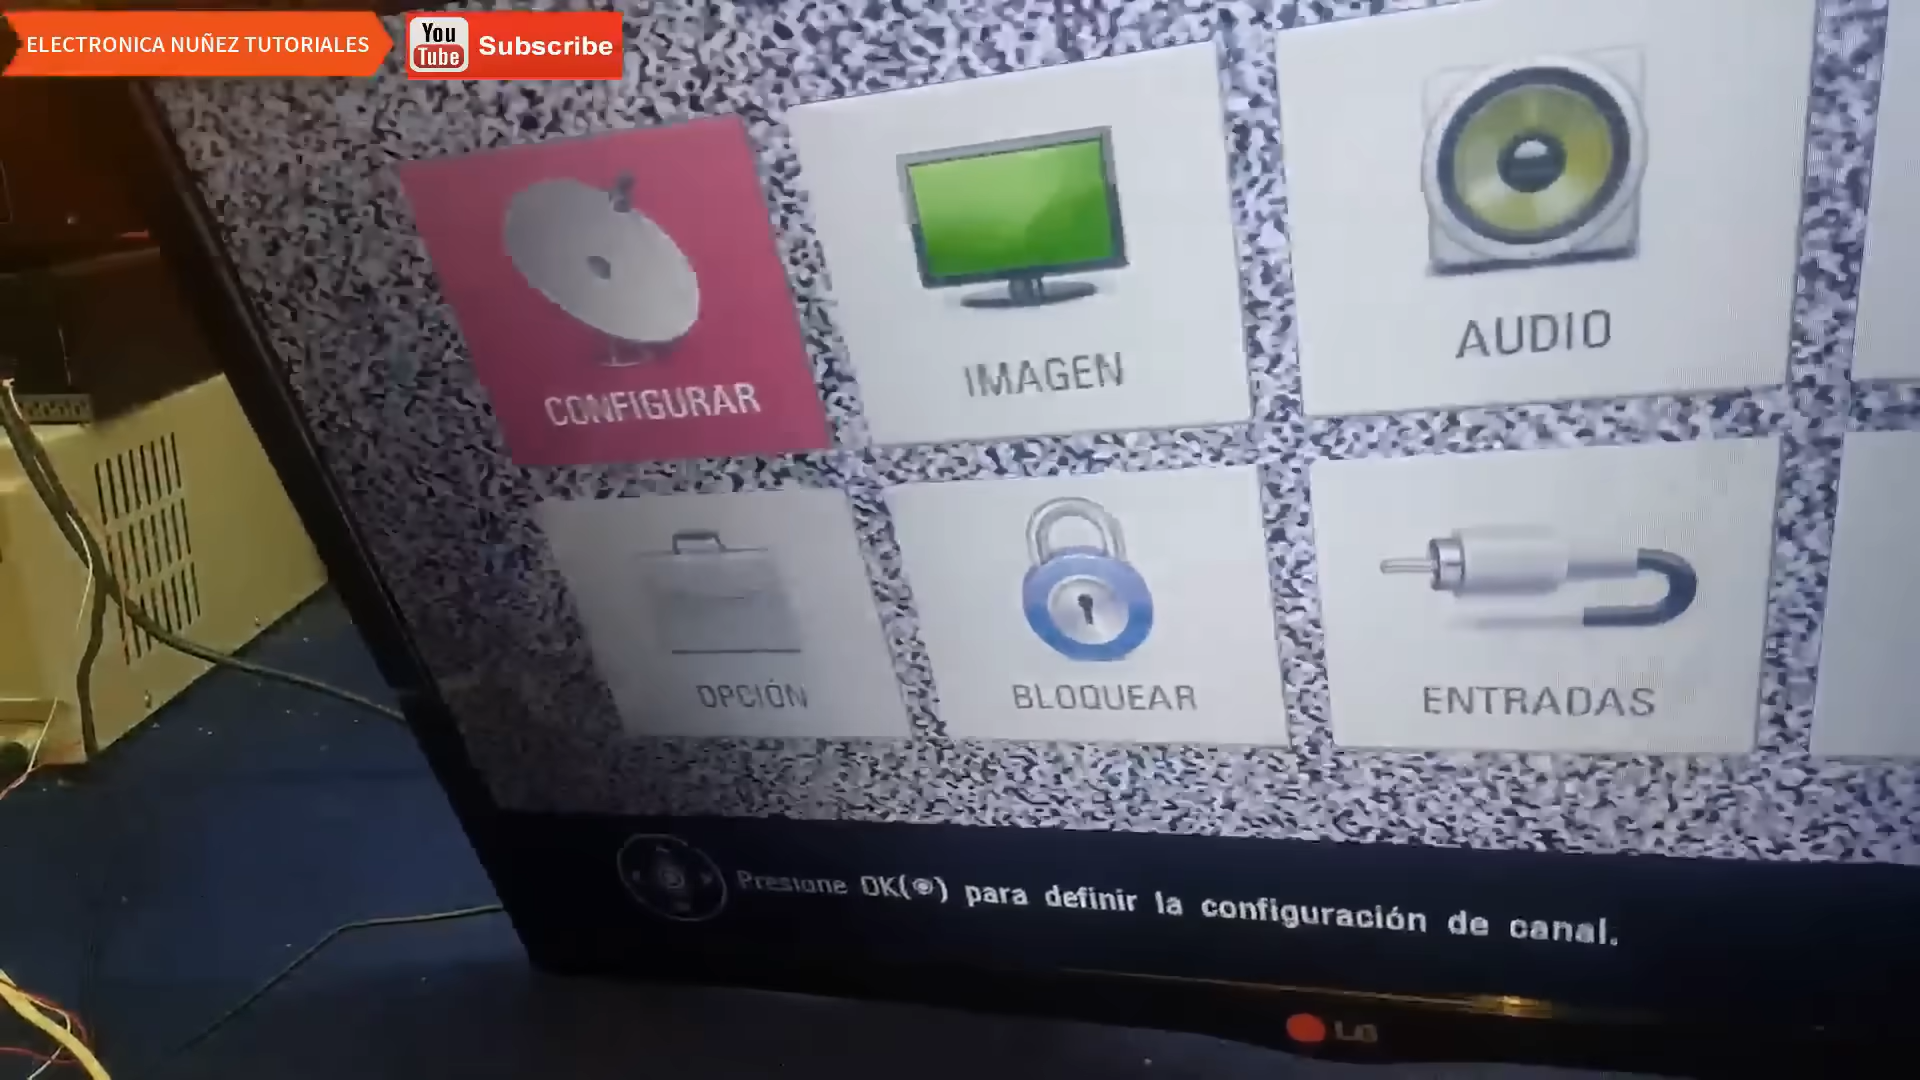 ELECTRONICA NUÑEZ TUTORIALES
You
Tube
Subscribe
CONFIGURAR
IMAGEN
AUDIO
OPCIÓN
BLOQUEAR
ENTRADAS
Presione OK(◉) para definir la configuración de canal.
LG